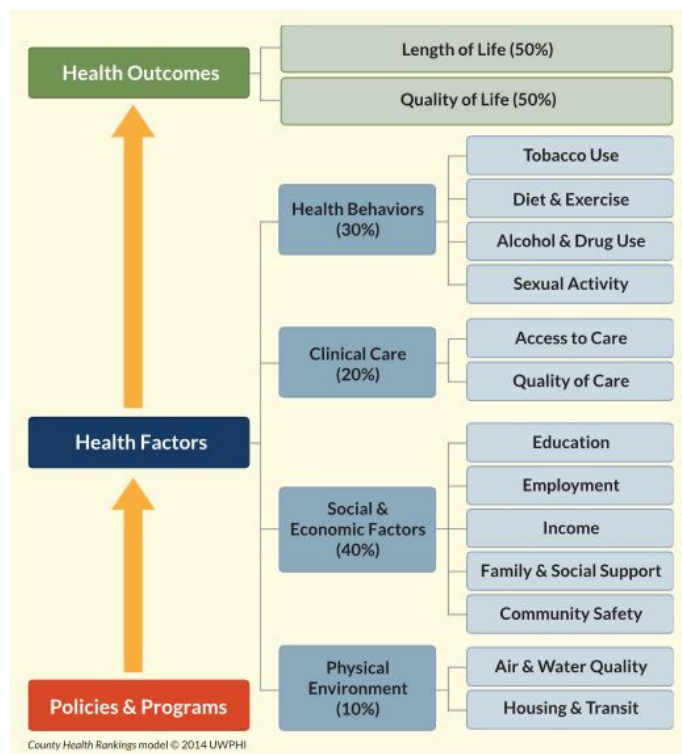 Health Outcomes
Length of Life (50%)
Quality of Life (50%)
Health Factors
Health Behaviors
(30%)
Tobacco Use
Diet & Exercise
Alcohol & Drug Use
Sexual Activity
Clinical Care
(20%)
Access to Care
Quality of Care
Social &
Economic Factors
(40%)
Education
Employment
Income
Family & Social Support
Community Safety
Physical
Environment
(10%)
Air & Water Quality
Housing & Transit
Policies & Programs
County Health Rankings model © 2014 UWPHI